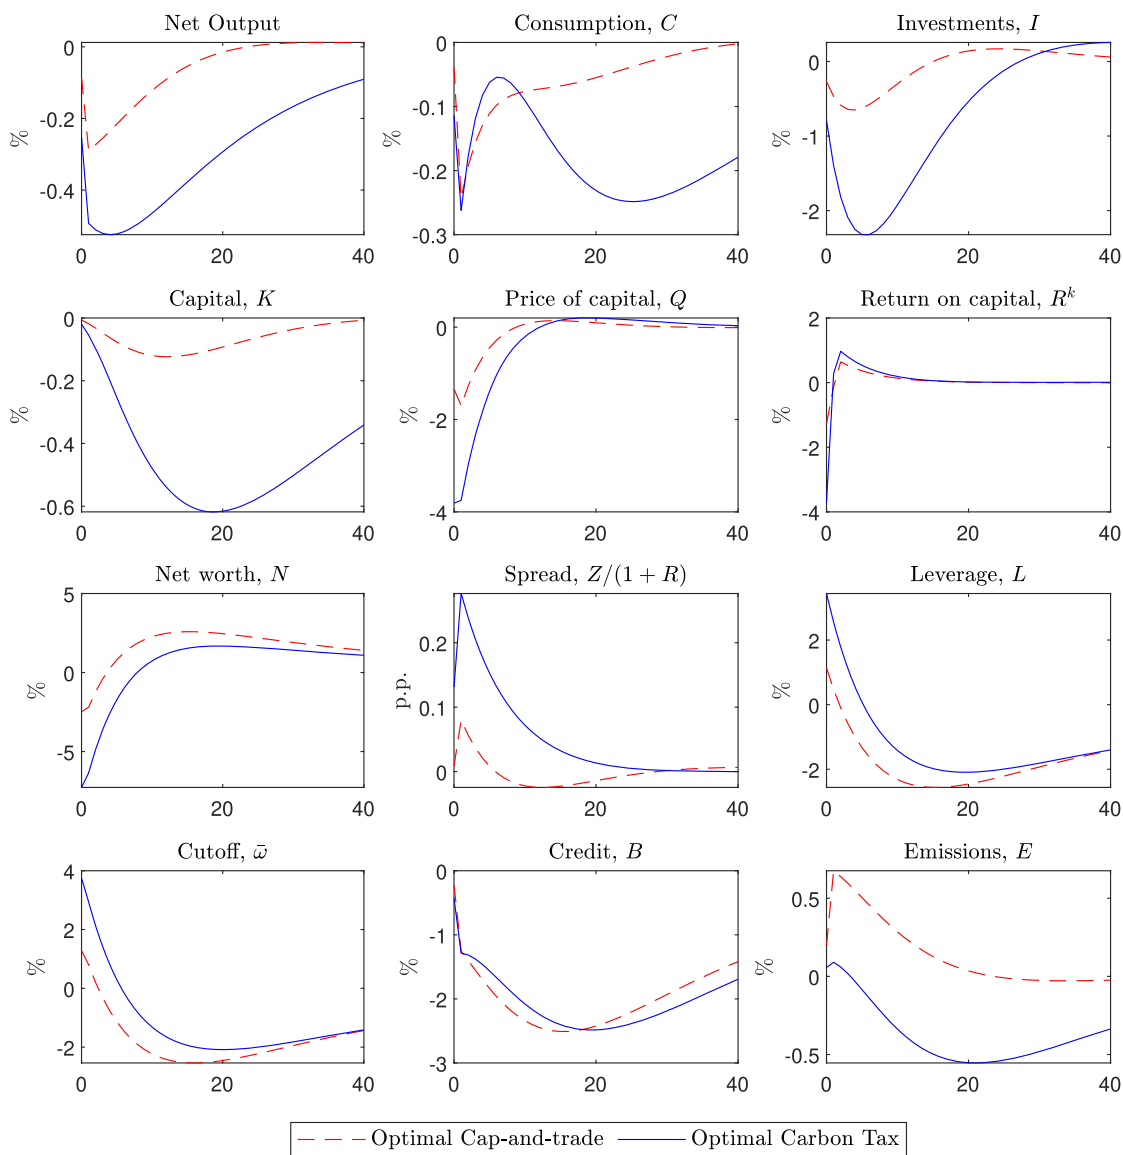 Net Output
Consumption, C
Investments, I
0
-0.2
-0.4
%
0 20 40
0
-0.1
-0.2
-0.3
%
0 20 40
0
-1
-2
%
0 20 40
Capital, K
Price of capital, Q
Return on capital, R^k
0
-0.2
-0.4
-0.6
%
0 20 40
0
-2
-4
%
0 20 40
2
0
-2
-4
%
0 20 40
Net worth, N
Spread, Z/(1 + R)
Leverage, L
5
0
-5
%
0 20 40
0.2
0.1
0
p.p.
0 20 40
2
0
-2
%
0 20 40
Cutoff, ω̄
Credit, B
Emissions, E
4
2
0
-2
%
0 20 40
0
-1
-2
-3
%
0 20 40
0.5
0
-0.5
%
0 20 40
Optimal Cap-and-trade Optimal Carbon Tax